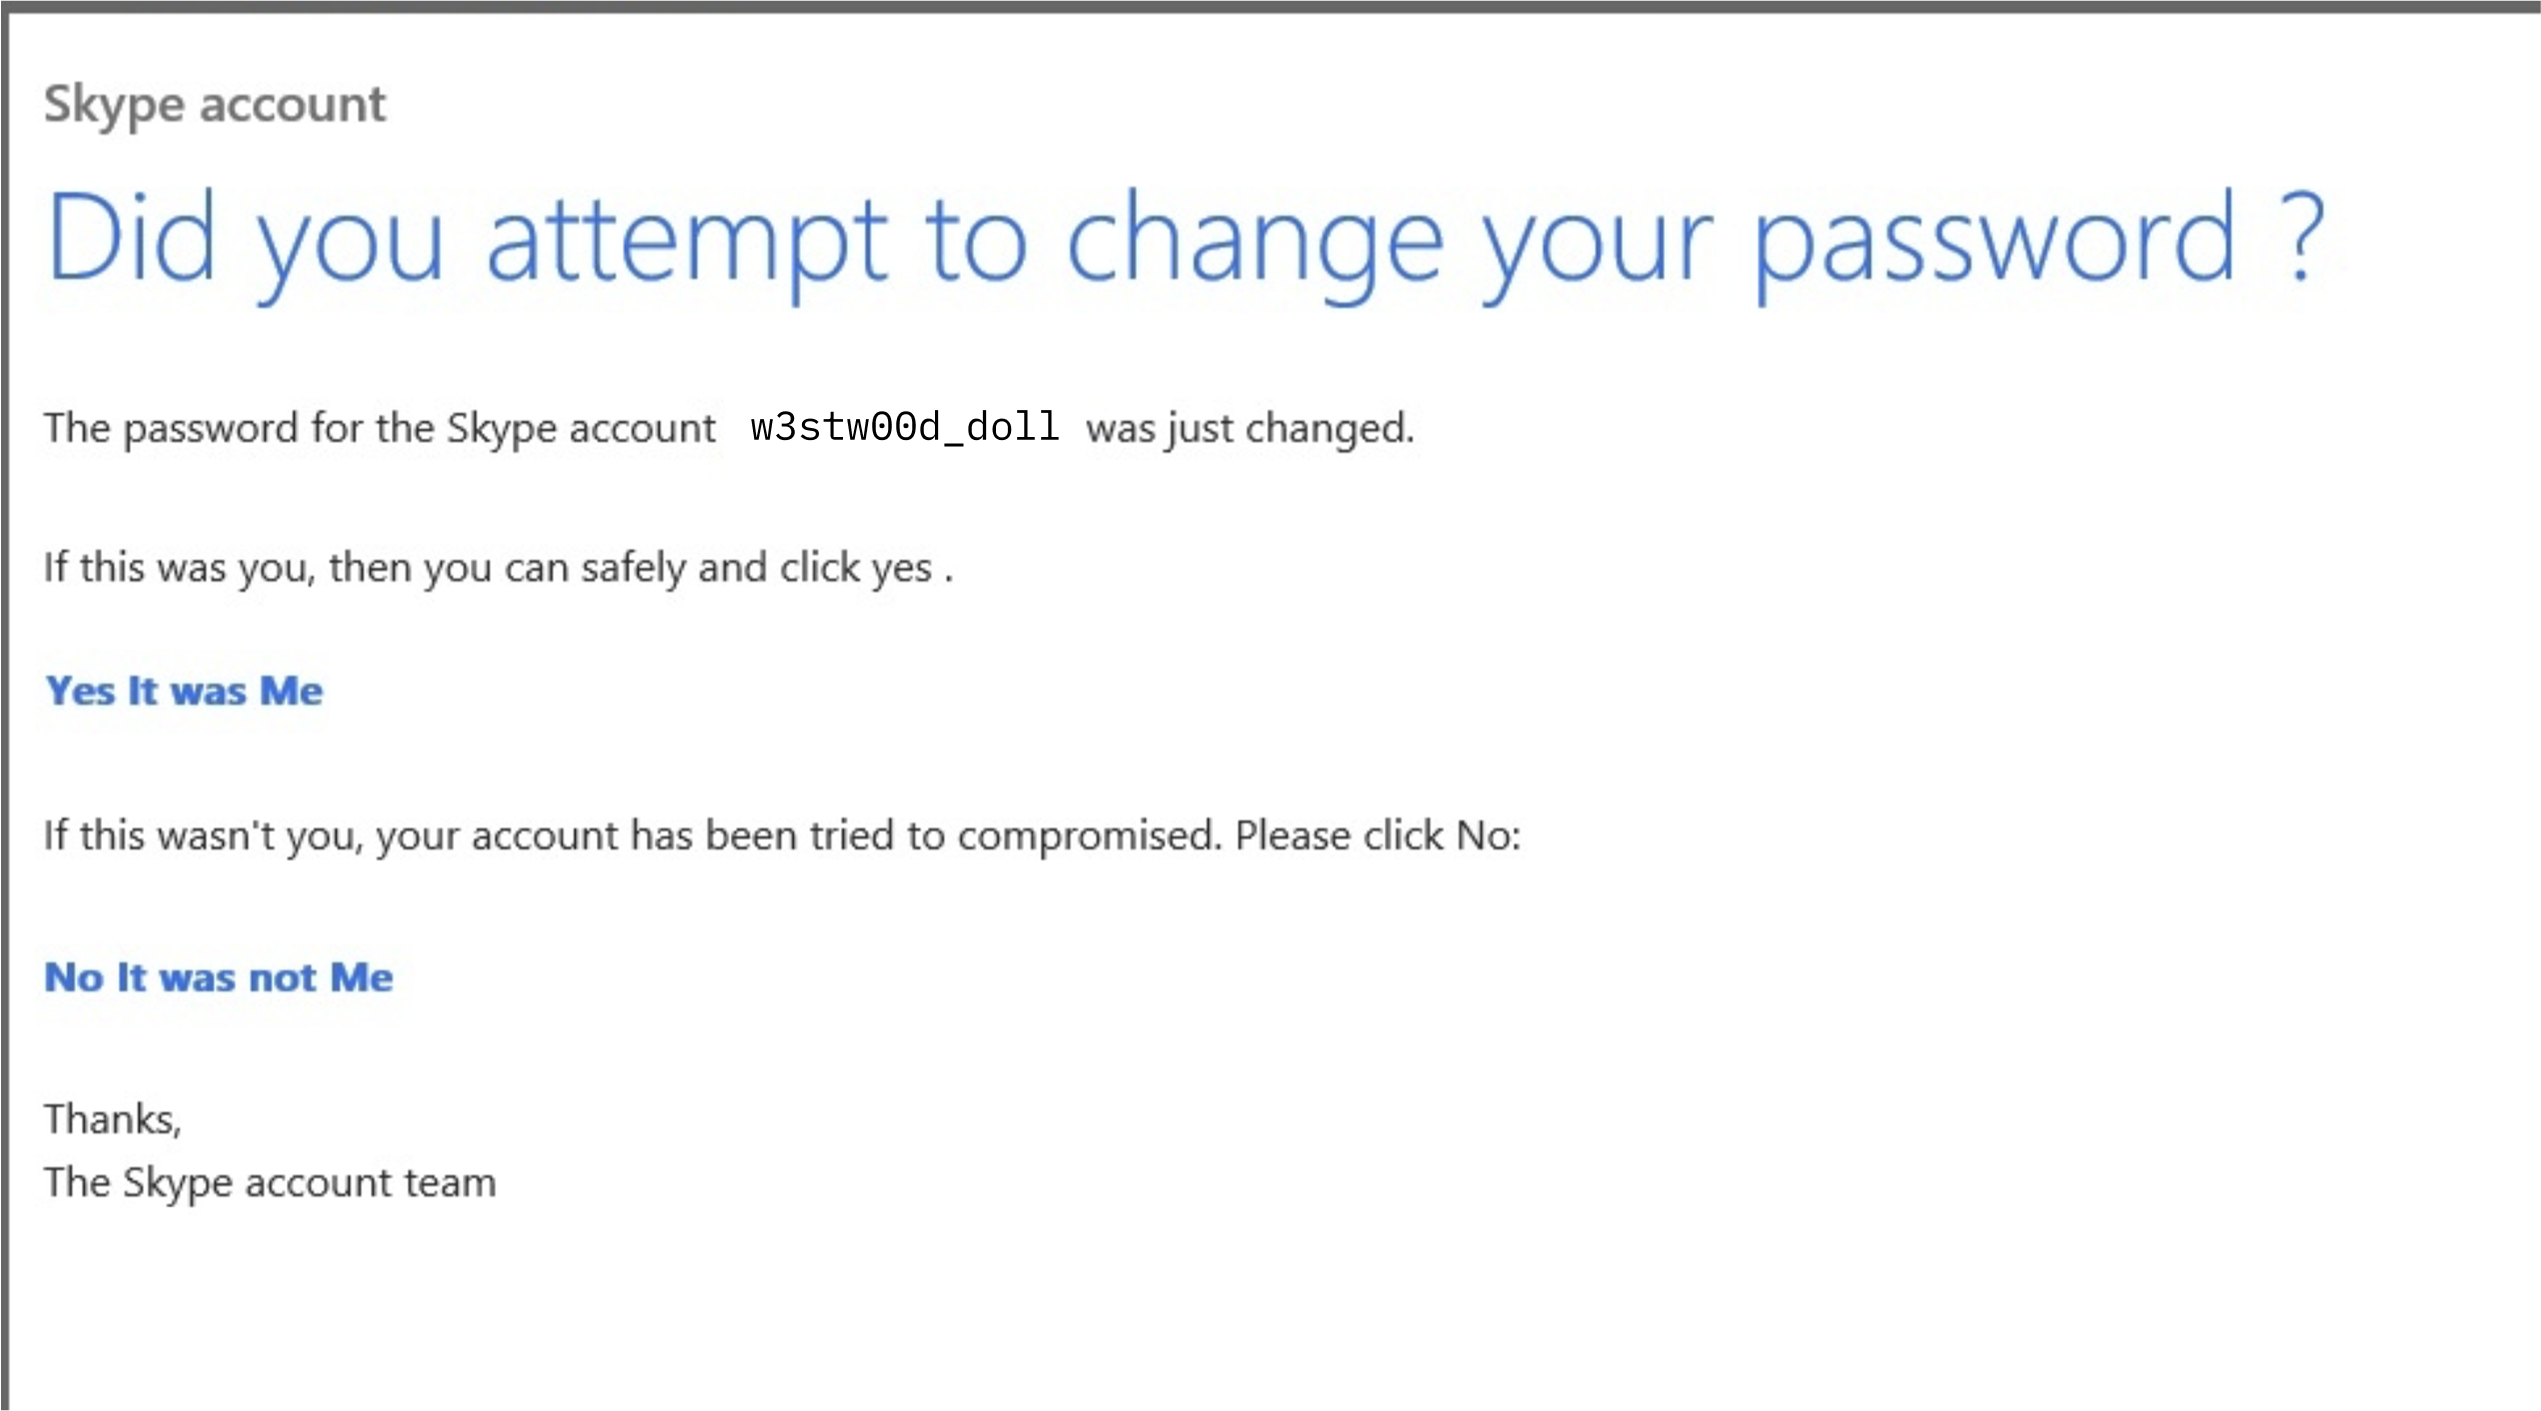 Skype account
Did you attempt to change your password ?
The password for the Skype account w3stw00d_doll was just changed.
If this was you, then you can safely and click yes .
Yes It was Me
If this wasn't you, your account has been tried to compromised. Please click No:
No It was not Me
Thanks,
The Skype account team